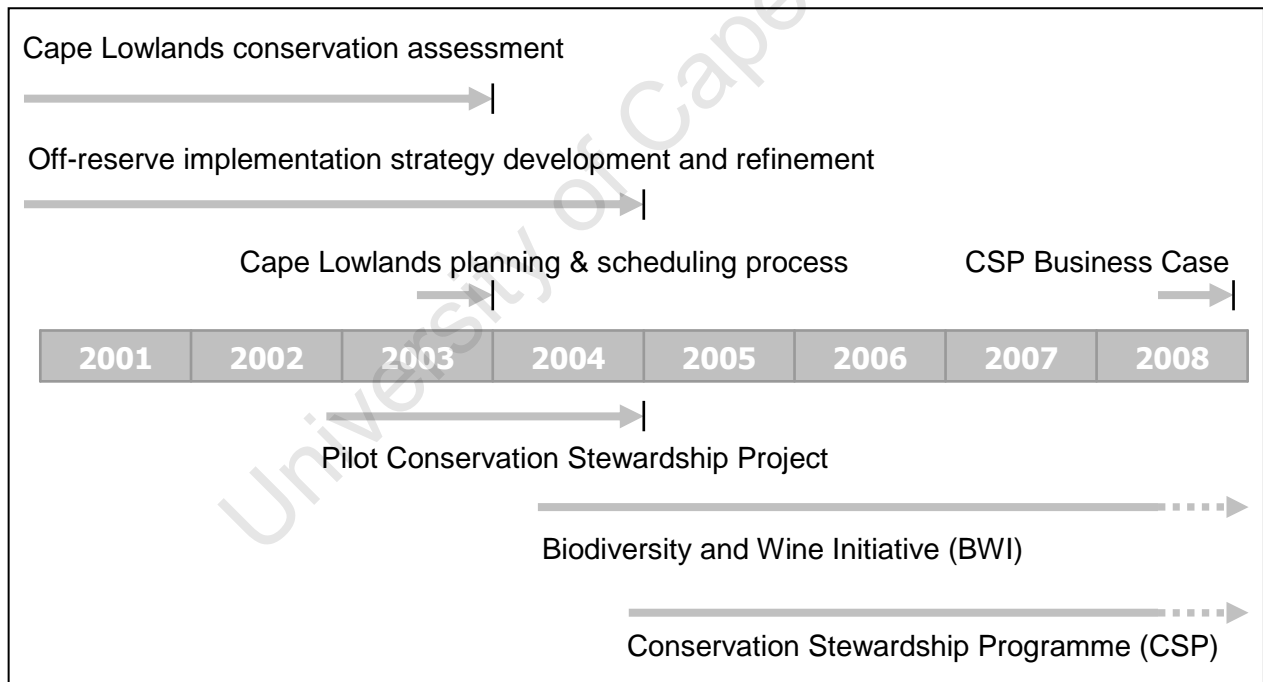 Cape Lowlands conservation assessment
Off-reserve implementation strategy development and refinement
Cape Lowlands planning & scheduling process
CSP Business Case
2001 2002 2003 2004 2005 2006 2007 2008
Pilot Conservation Stewardship Project
Biodiversity and Wine Initiative (BWI)
Conservation Stewardship Programme (CSP)
University of Cape